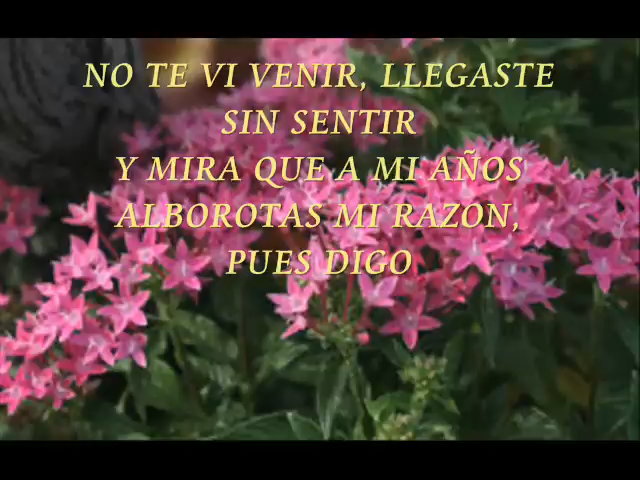 NO TE VI VENIR, LLEGASTE
SIN SENTIR
Y MIRA QUE A MI AÑOS
ALBOROTAS MI RAZON,
PUES DIGO